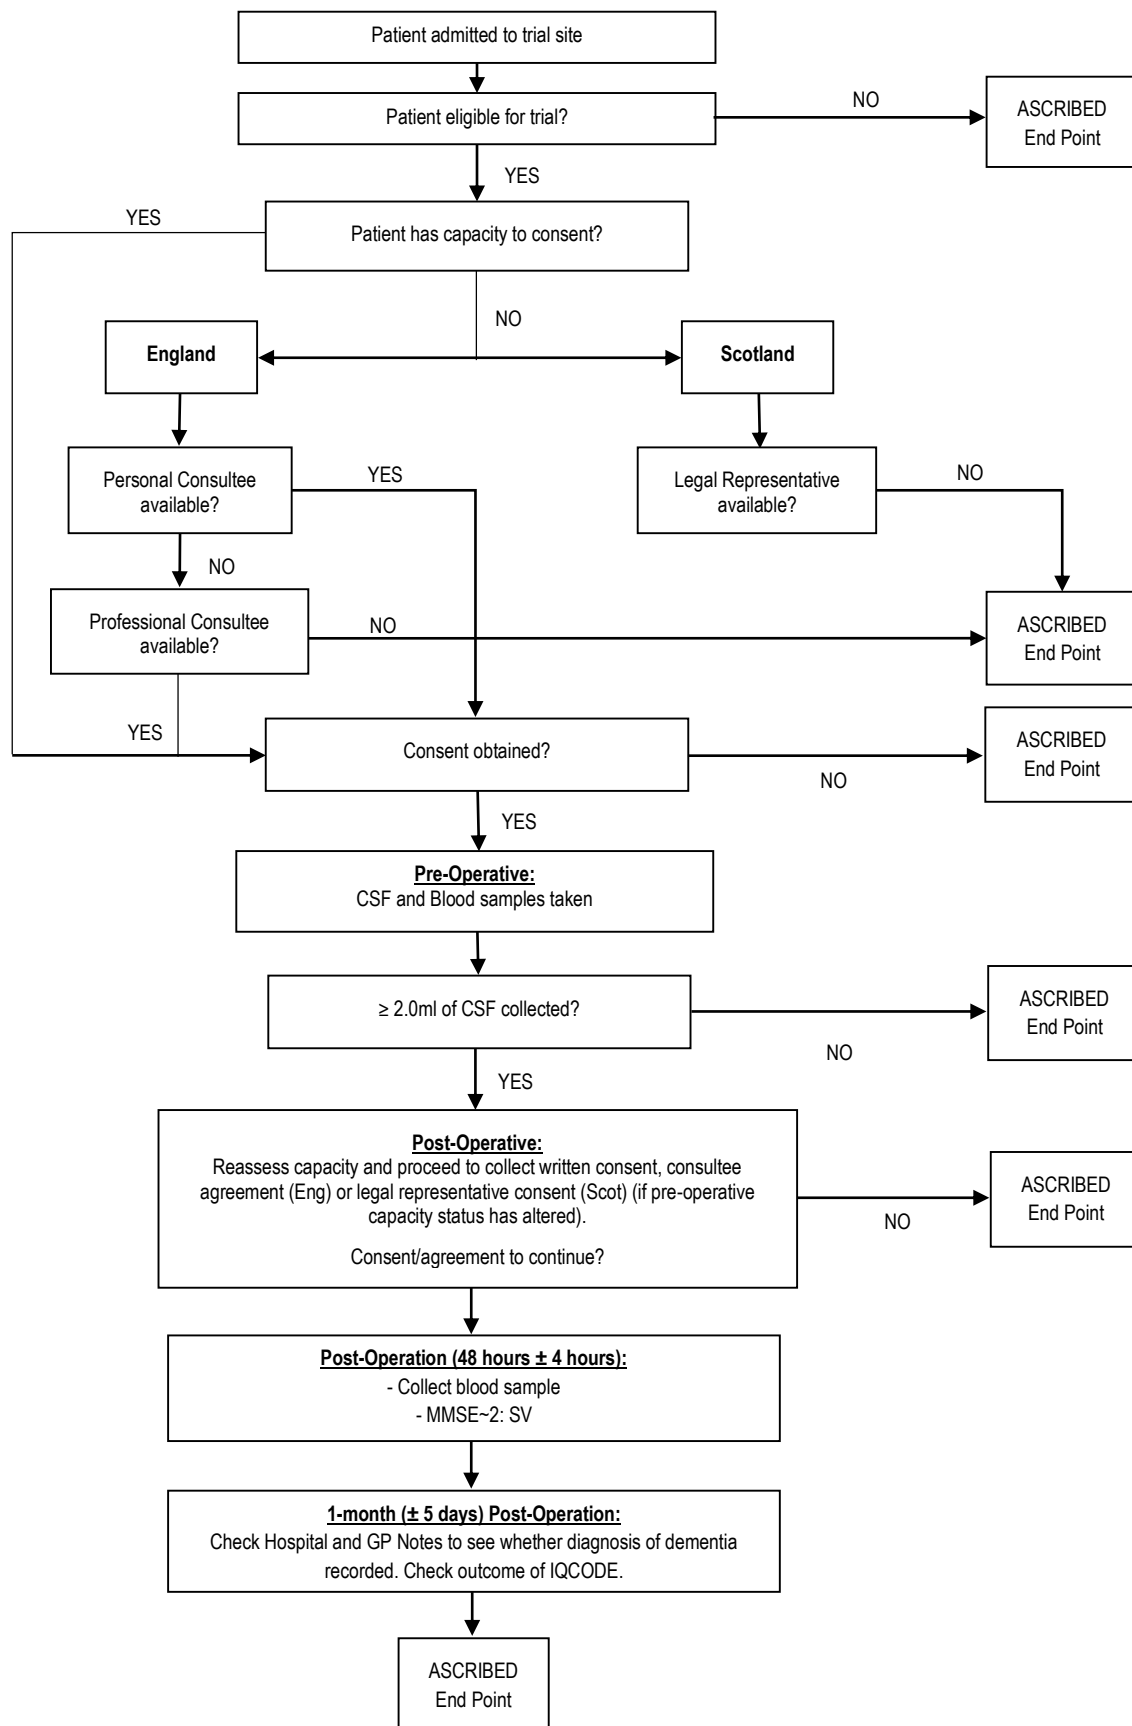 Patient admitted to trial site
Patient eligible for trial?
NO
ASCRIBED
End Point
YES
YES
Patient has capacity to consent?
NO
England
Scotland
Personal Consultee
available?
YES
Legal Representative
available?
NO
NO
Professional Consultee
available?
NO
ASCRIBED
End Point
YES
Consent obtained?
NO
ASCRIBED
End Point
YES
Pre-Operative:
CSF and Blood samples taken
≥ 2.0ml of CSF collected?
NO
ASCRIBED
End Point
YES
Post-Operative:
Reassess capacity and proceed to collect written consent, consultee
agreement (Eng) or legal representative consent (Scot) (if pre-operative
capacity status has altered).
Consent/agreement to continue?
NO
ASCRIBED
End Point
Post-Operation (48 hours ± 4 hours):
- Collect blood sample
- MMSE~2: SV
1-month (± 5 days) Post-Operation:
Check Hospital and GP Notes to see whether diagnosis of dementia
recorded. Check outcome of IQCODE.
ASCRIBED
End Point